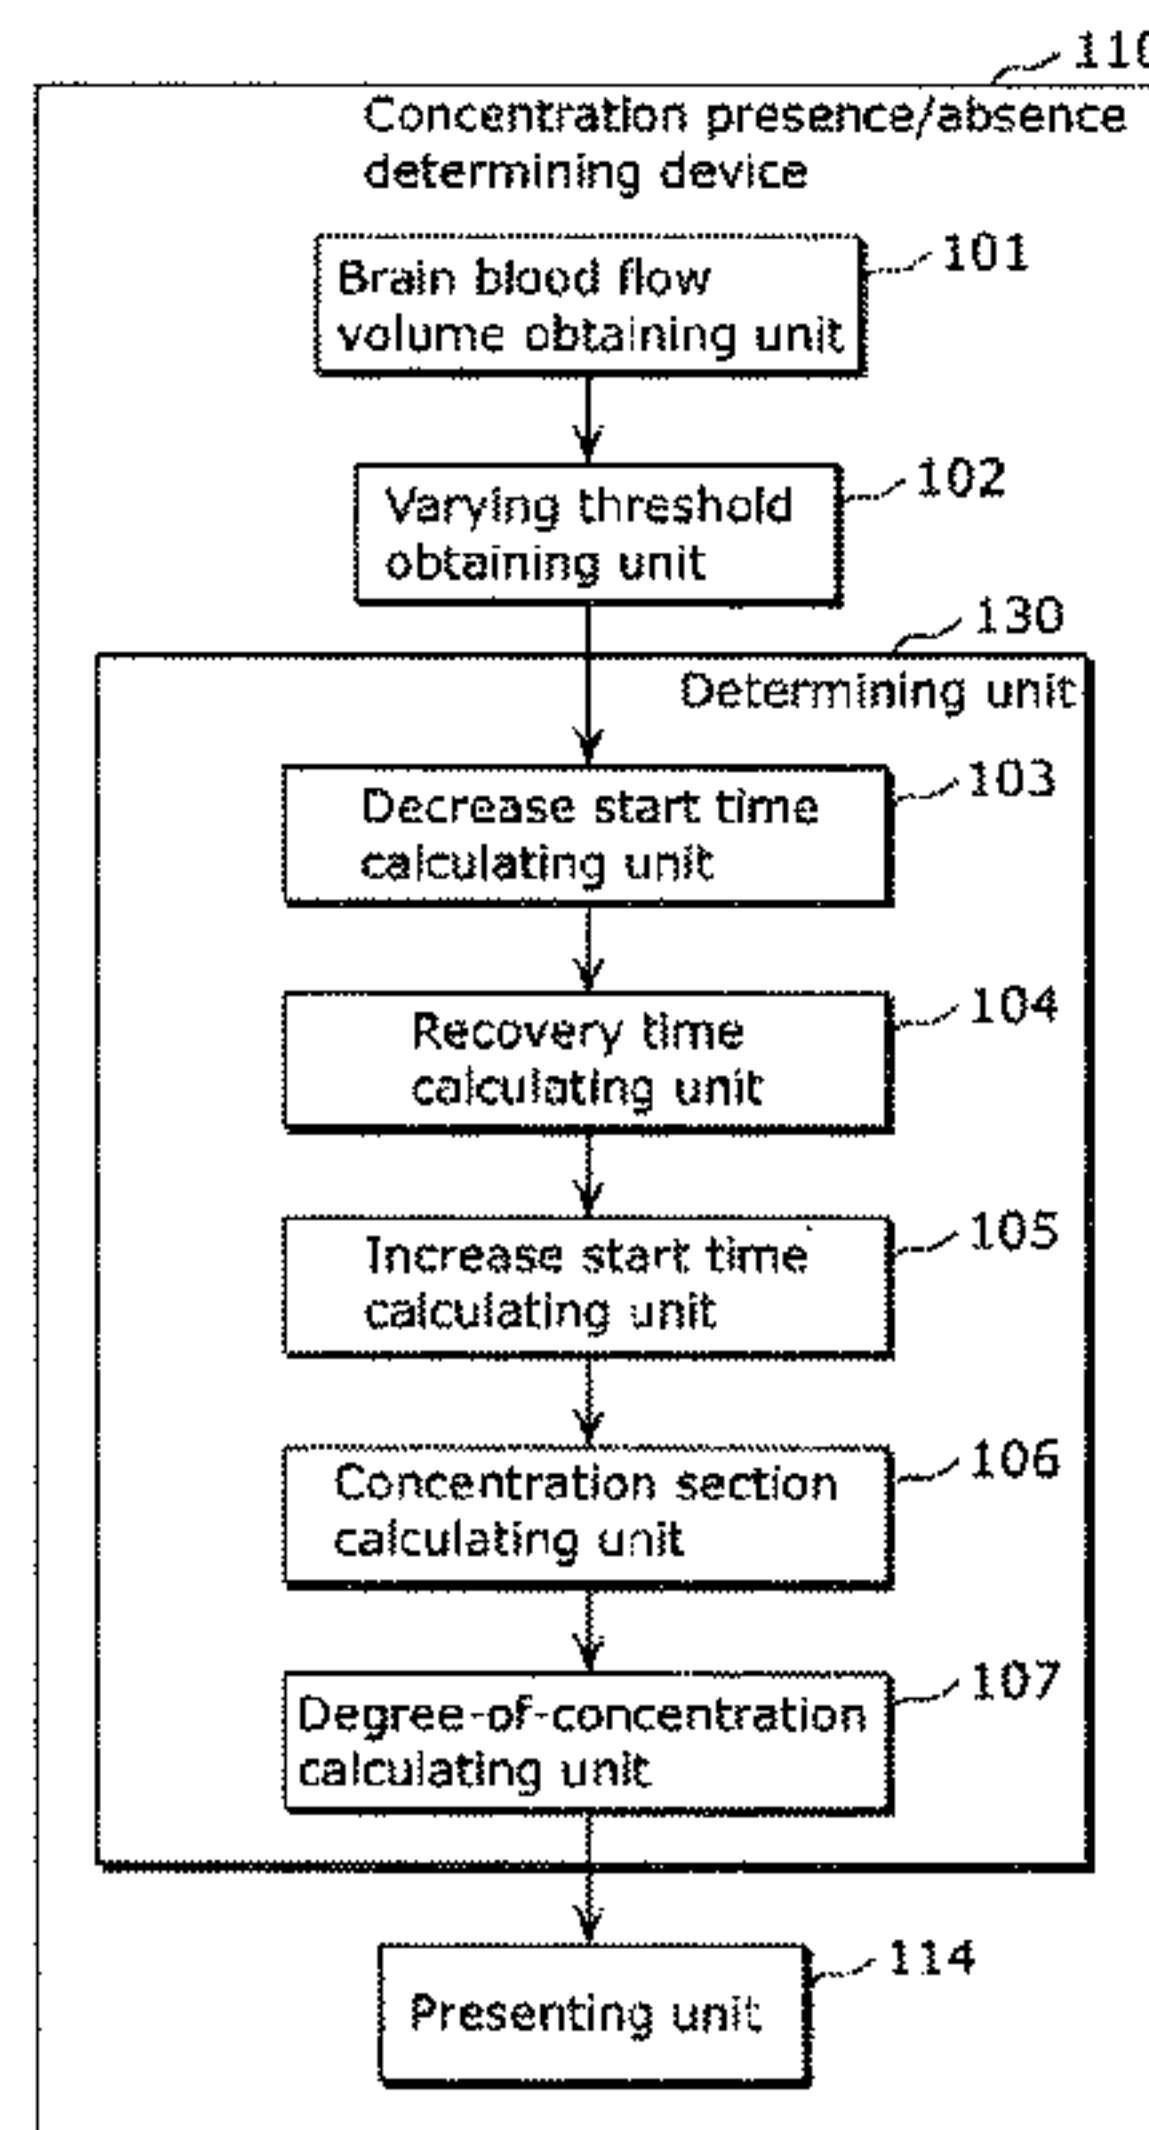 110
Concentration presence/absence
determining device
101
Brain blood flow
volume obtaining unit
102
Varying threshold
obtaining unit
130
Determining unit
103
Decrease start time
calculating unit
104
Recovery time
calculating unit
105
Increase start time
calculating unit
106
Concentration section
calculating unit
107
Degree-of-concentration
calculating unit
114
Presenting unit